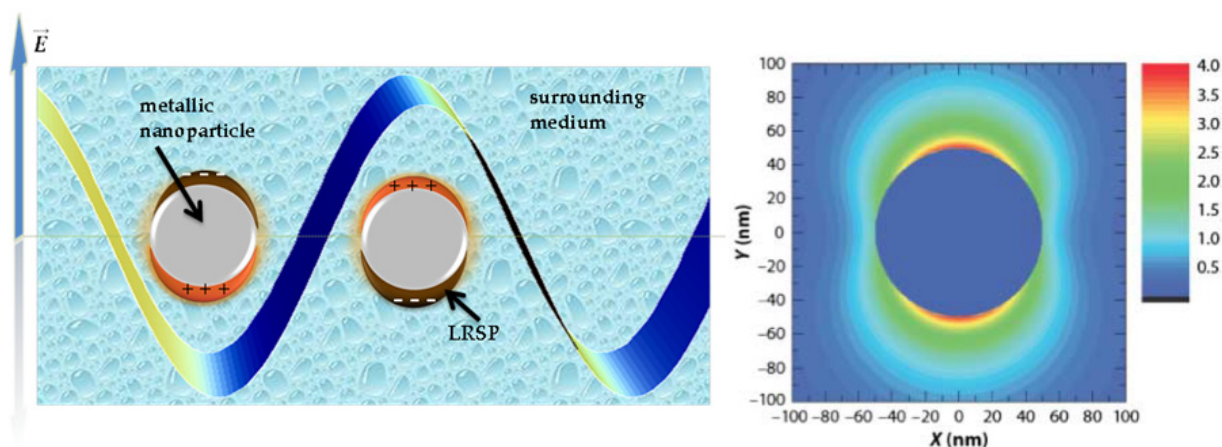 E
metallic
nanoparticle
surrounding
medium
- - -
+ + +
+ + +
- - - -
LRSP
100
80
60
40
20
0
−20
−40
−60
−80
−100
Y (nm)
−100 −80 −60 −40 −20 0 20 40 60 80 100
X (nm)
4.0
3.5
3.0
2.5
2.0
1.5
1.0
0.5